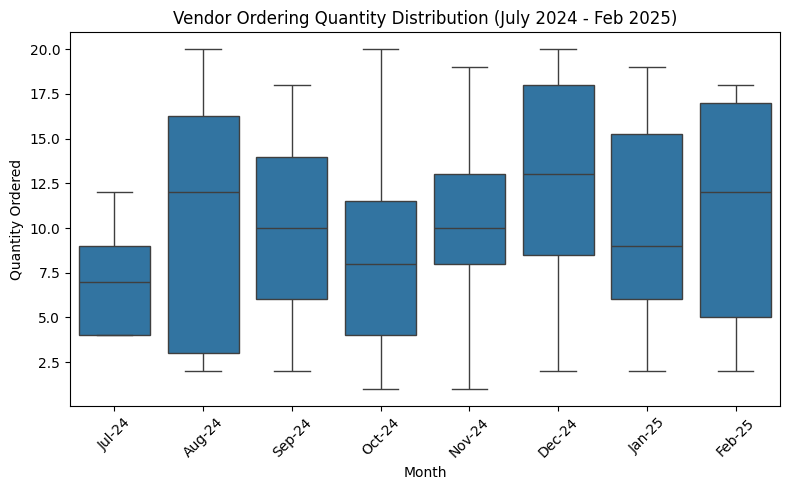 Vendor Ordering Quantity Distribution (July 2024 - Feb 2025)
Quantity Ordered
20.0
17.5
15.0
12.5
10.0
7.5
5.0
2.5
Jul-24
Aug-24
Sep-24
Oct-24
Nov-24
Dec-24
Jan-25
Feb-25
Month